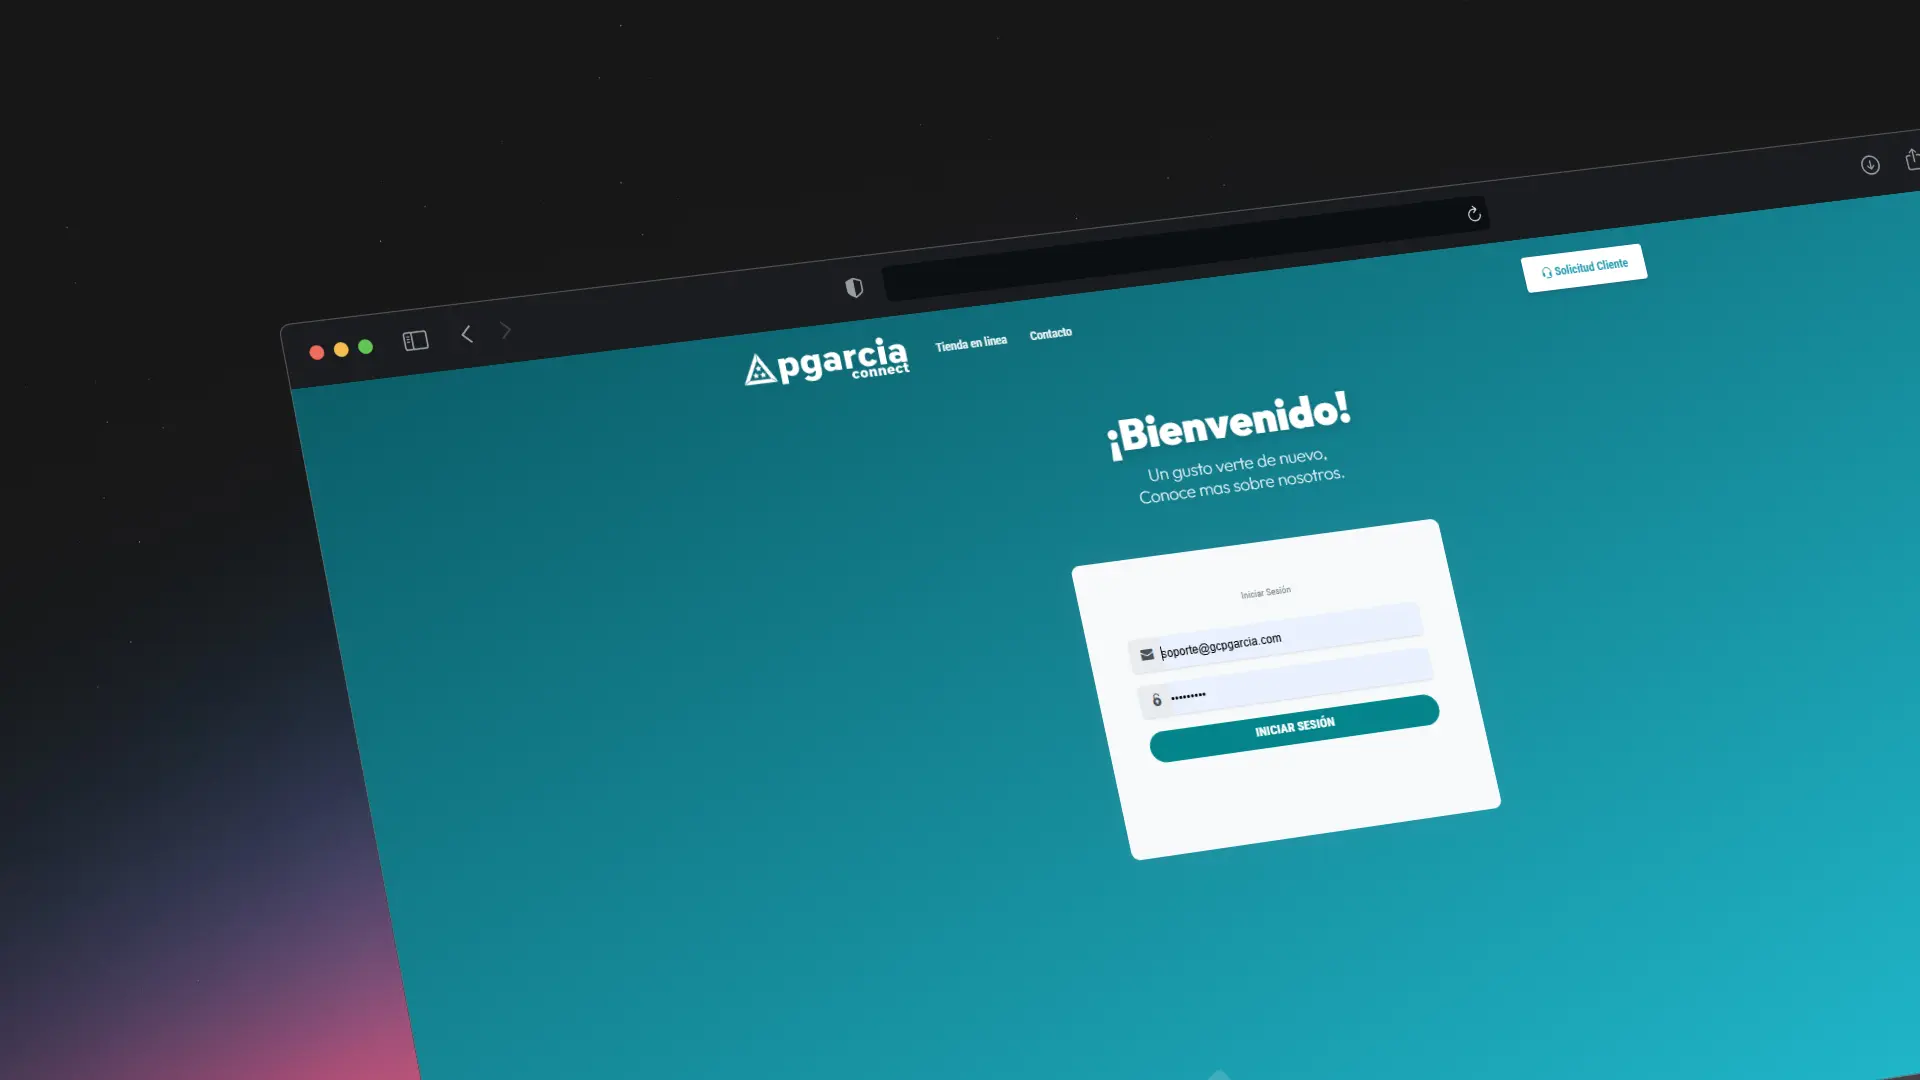 Solicitud Cliente
pgarcia
connect
Tienda en linea
Contacto
¡Bienvenido!
Un gusto verte de nuevo,
Conoce mas sobre nosotros.
Iniciar Sesión
soporte@gcpgarcia.com
•••••••••
INICIAR SESIÓN